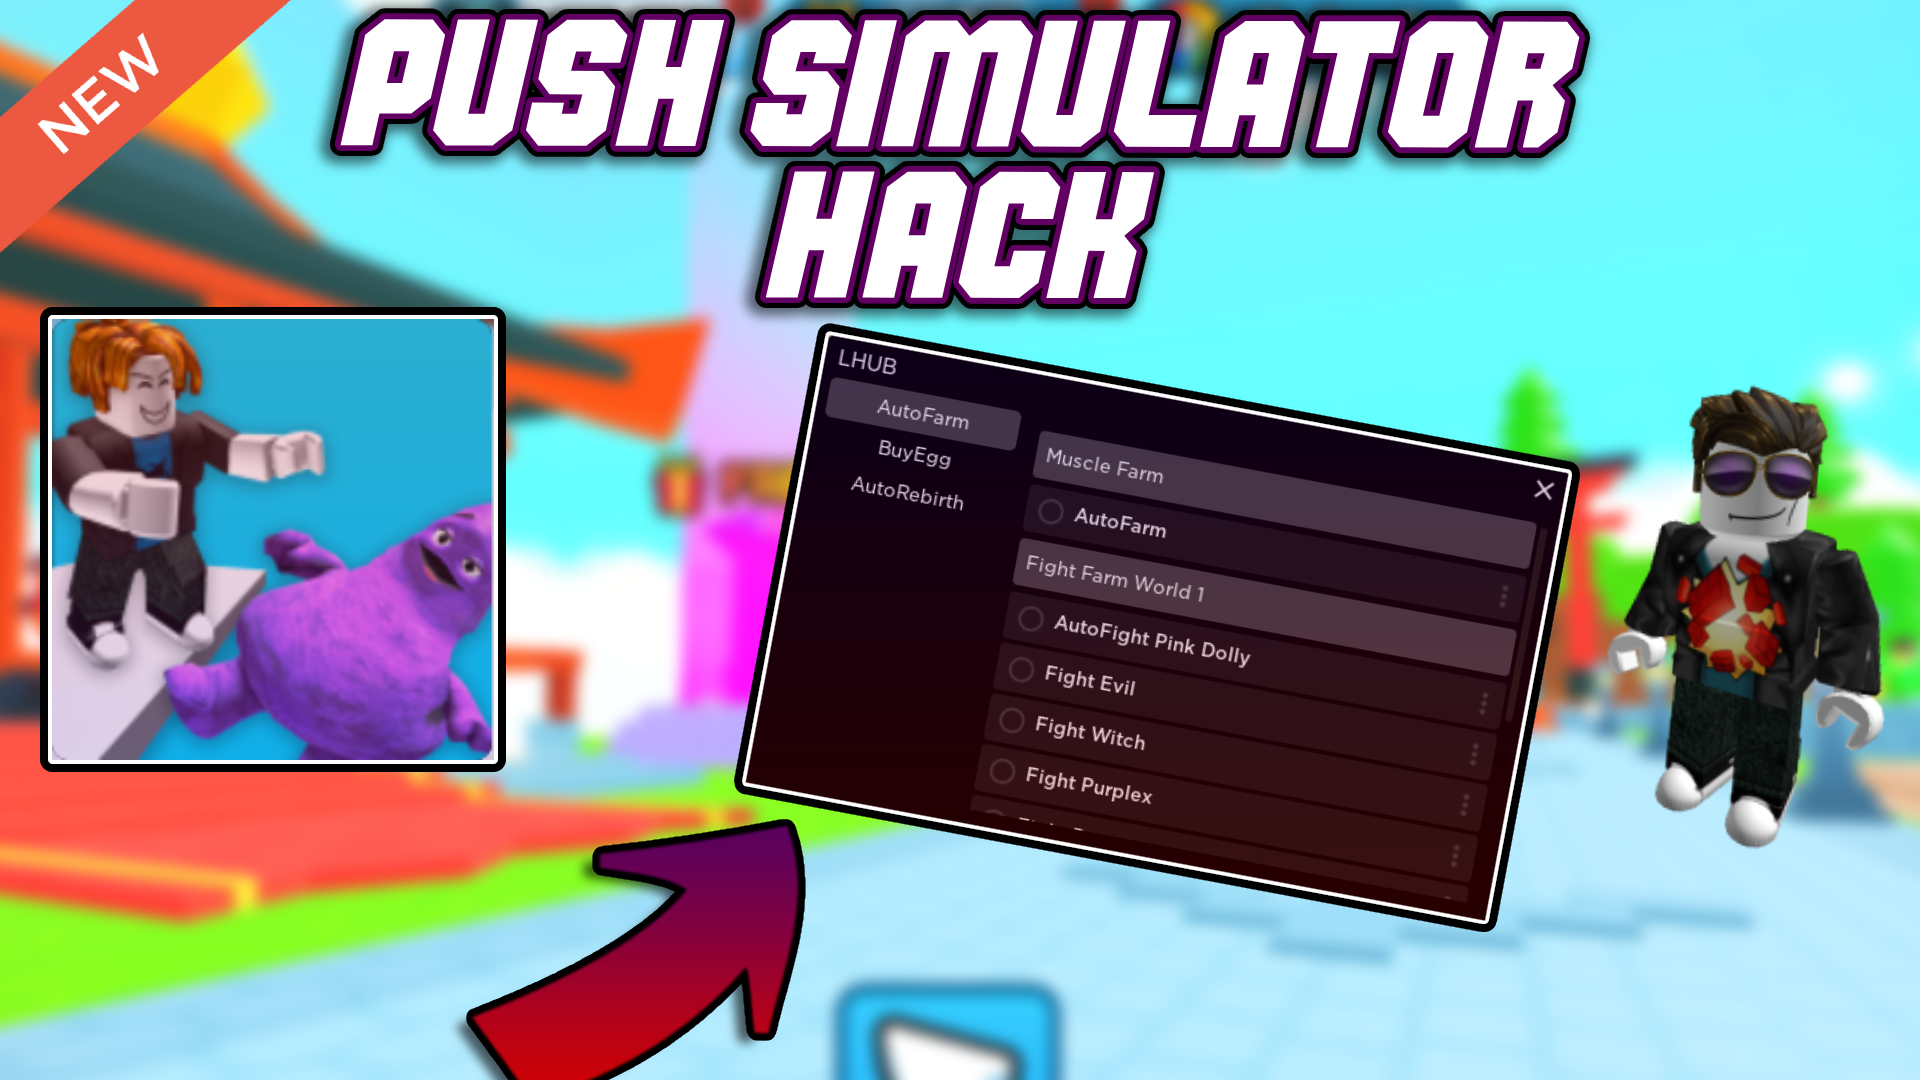 NEW
PUSH SIMULATOR
HACK
LHUB
AutoFarm
BuyEgg
AutoRebirth
Muscle Farm
AutoFarm
Fight Farm World 1
AutoFight Pink Dolly
Fight Evil
Fight Witch
Fight Purplex